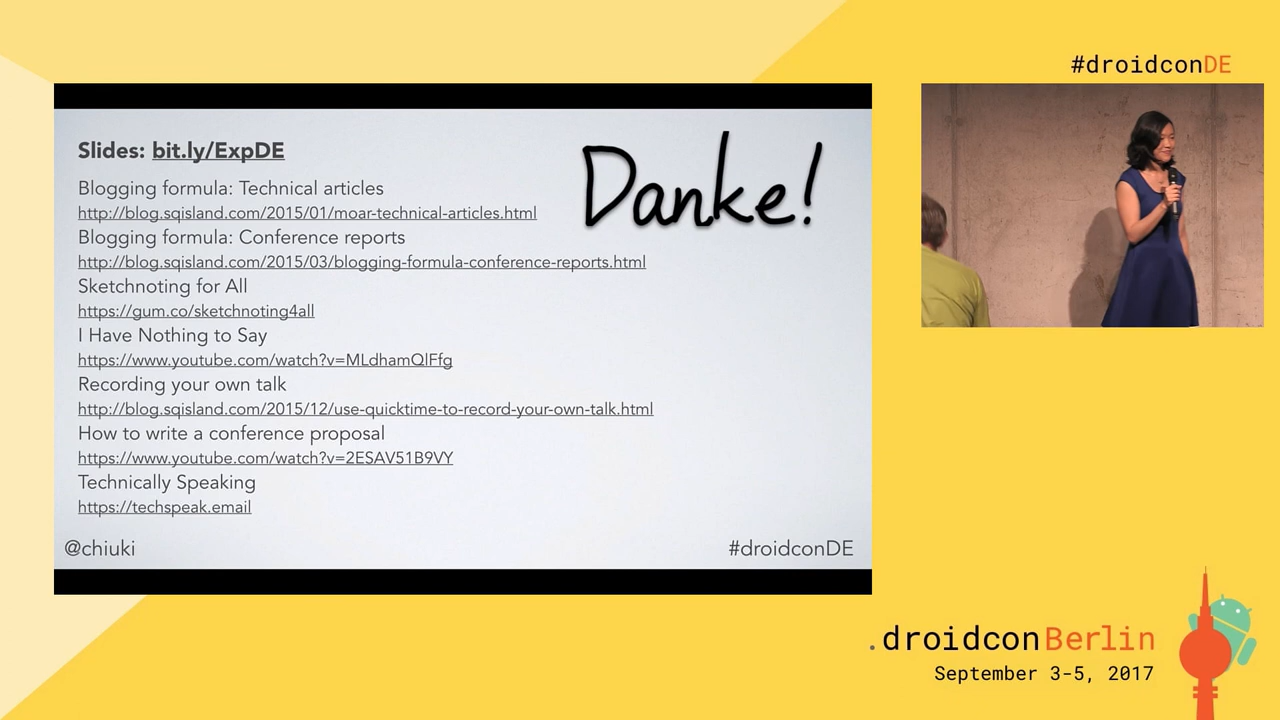 #droidconDE
Slides: bit.ly/ExpDE
Danke!
Blogging formula: Technical articles
http://blog.sqisland.com/2015/01/moar-technical-articles.html
Blogging formula: Conference reports
http://blog.sqisland.com/2015/03/blogging-formula-conference-reports.html
Sketchnoting for All
https://gum.co/sketchnoting4all
I Have Nothing to Say
https://www.youtube.com/watch?v=MLdhamQlFfg
Recording your own talk
http://blog.sqisland.com/2015/12/use-quicktime-to-record-your-own-talk.html
How to write a conference proposal
https://www.youtube.com/watch?v=2ESAV51B9VY
Technically Speaking
https://techspeak.email
@chiuki
#droidconDE
.droidconBerlin
September 3-5, 2017